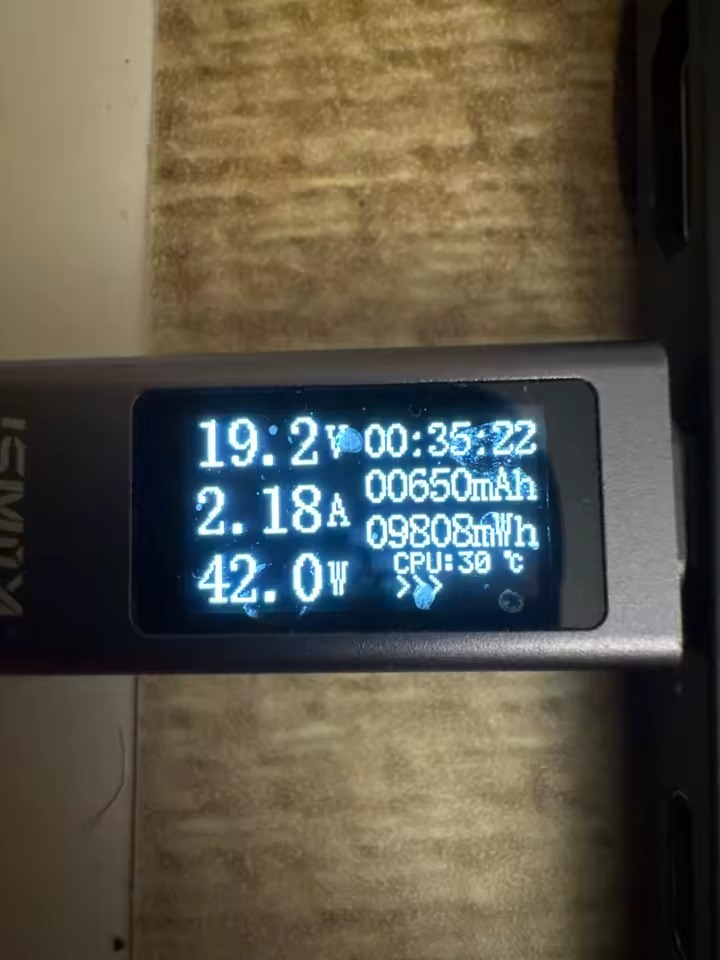 19.2V 00:35:22
2.18A 00650mAh
42.0W 09808mWh
CPU:30 ℃
>>>